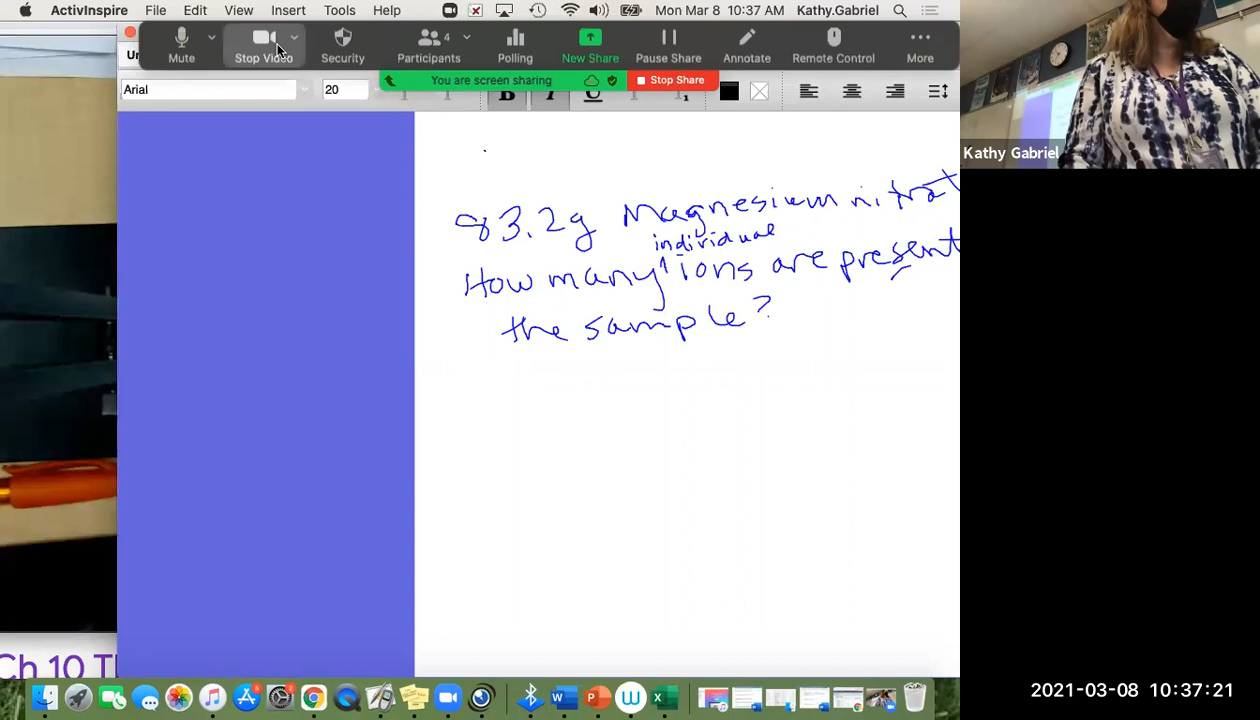 ActivInspire File Edit View Insert Tools Help Mon Mar 8 10:37 AM Kathy.Gabriel
Mute Stop Video Security Participants 4 Polling New Share Pause Share Annotate Remote Control More
You are screen sharing Stop Share
Arial 20 B
Kathy Gabriel
83.2g Magnesium nitrat
individual
How many ^ ions are present
the sample?
Ch 10 T
2021-03-08 10:37:21